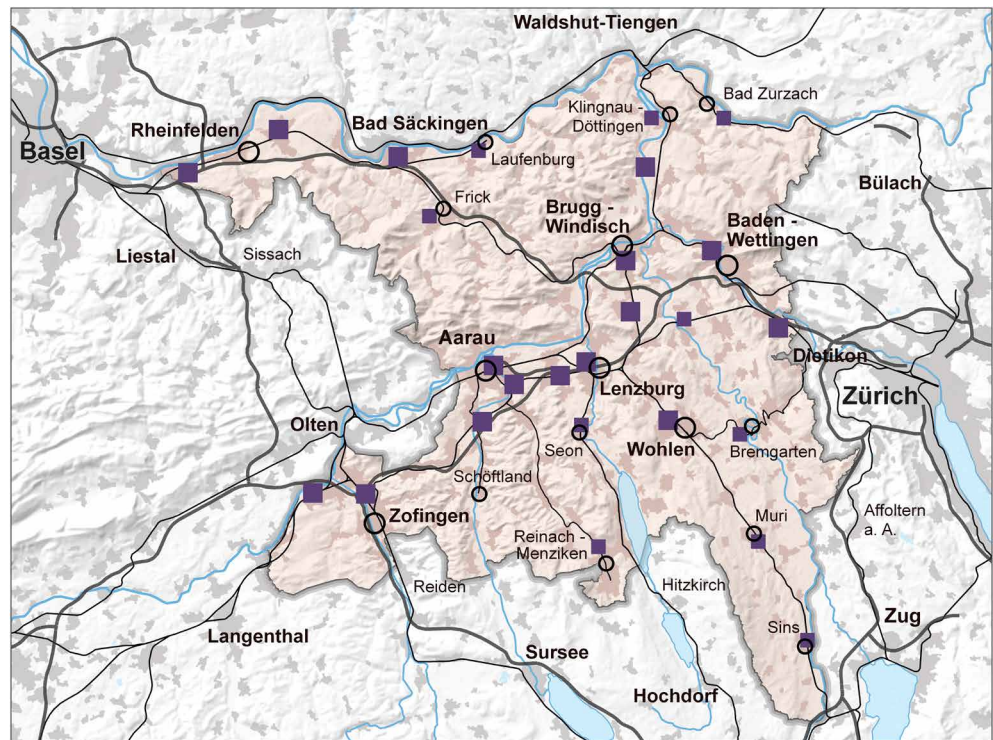 Waldshut-Tiengen
Bad Zurzach
Klingnau -
Döttingen
Rheinfelden
Bad Säckingen
Basel
Laufenburg
Bülach
Frick
Brugg -
Windisch
Baden -
Wettingen
Liestal
Sissach
Aarau
Dietikon
Lenzburg
Zürich
Olten
Wohlen
Seon
Bremgarten
Schöftland
Affoltern
a. A.
Zofingen
Muri
Reinach -
Menziken
Reiden
Hitzkirch
Langenthal
Sins
Zug
Sursee
Hochdorf